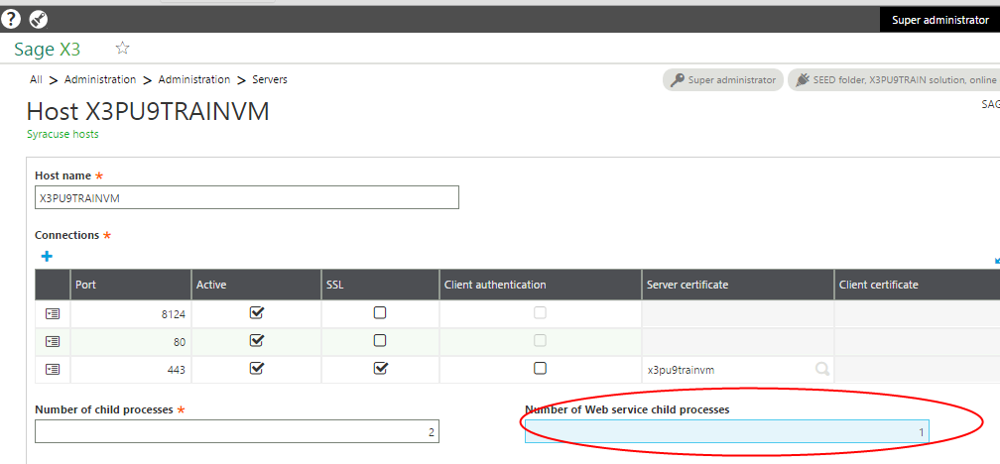 ?
Super administrator
Sage X3
All > Administration > Administration > Servers
Super administrator
SEED folder, X3PU9TRAIN solution, online
Host X3PU9TRAINVM
SAG
Syracuse hosts
Host name *
X3PU9TRAINVM
Connections *
Port Active SSL Client authentication Server certificate Client certificate
8124
80
443 x3pu9trainvm
Number of child processes * Number of Web service child processes
2 1